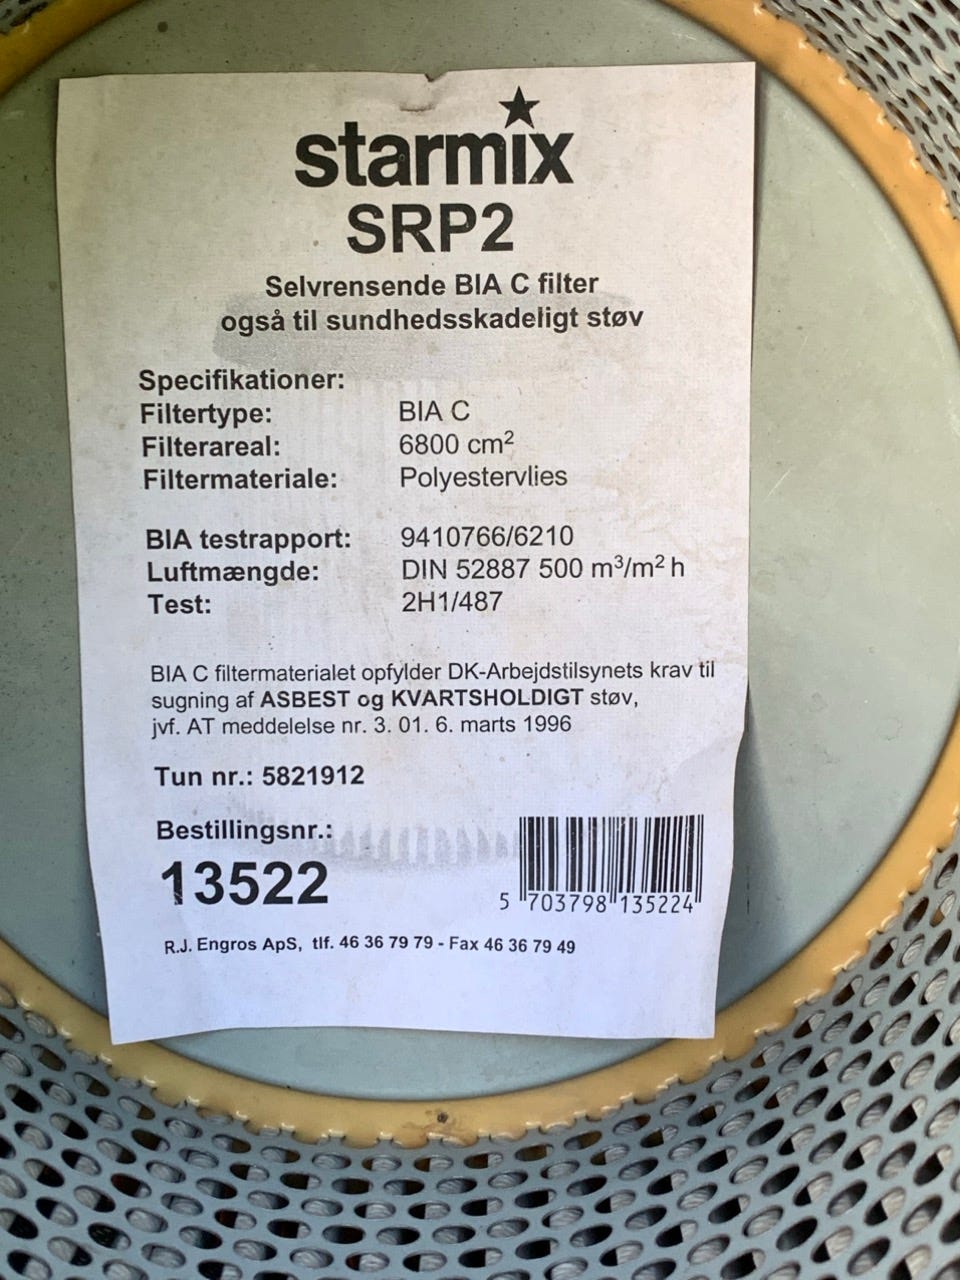 starmix
SRP2
Selvrensende BIA C filter
også til sundhedsskadeligt støv
Specifikationer:
Filtertype: BIA C
Filterareal: 6800 cm²
Filtermateriale: Polyestervlies
BIA testrapport: 9410766/6210
Luftmængde: DIN 52887 500 m³/m² h
Test: 2H1/487
BIA C filtermaterialet opfylder DK-Arbejdstilsynets krav til
sugning af ASBEST og KVARTSHOLDIGT støv,
jvf. AT meddelelse nr. 3. 01. 6. marts 1996
Tun nr.: 5821912
Bestillingsnr.:
13522
5 703798 135224
R.J. Engros ApS, tlf. 46 36 79 79 - Fax 46 36 79 49